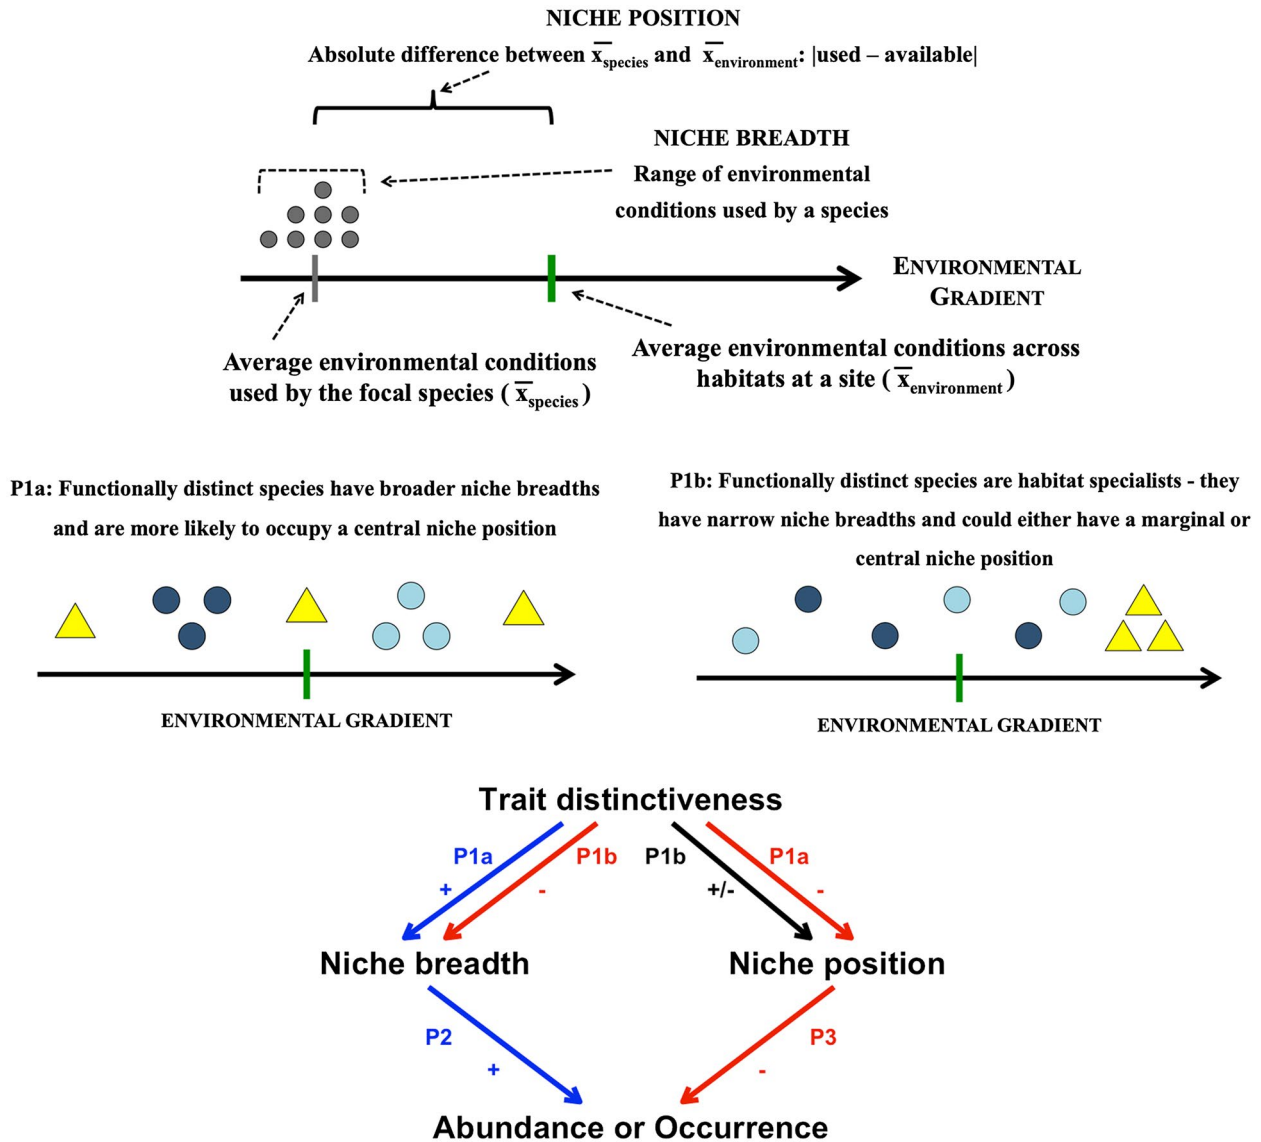 NICHE POSITION
Absolute difference between x̅species and x̅environment: |used – available|
NICHE BREADTH
Range of environmental
conditions used by a species
ENVIRONMENTAL
GRADIENT
Average environmental conditions
used by the focal species ( x̅species )
Average environmental conditions across
habitats at a site ( x̅environment )
P1a: Functionally distinct species have broader niche breadths
and are more likely to occupy a central niche position
ENVIRONMENTAL GRADIENT
P1b: Functionally distinct species are habitat specialists - they
have narrow niche breadths and could either have a marginal or
central niche position
ENVIRONMENTAL GRADIENT
Trait distinctiveness
P1a P1b P1b P1a
+ - +/- -
Niche breadth Niche position
P2 P3
+ -
Abundance or Occurrence